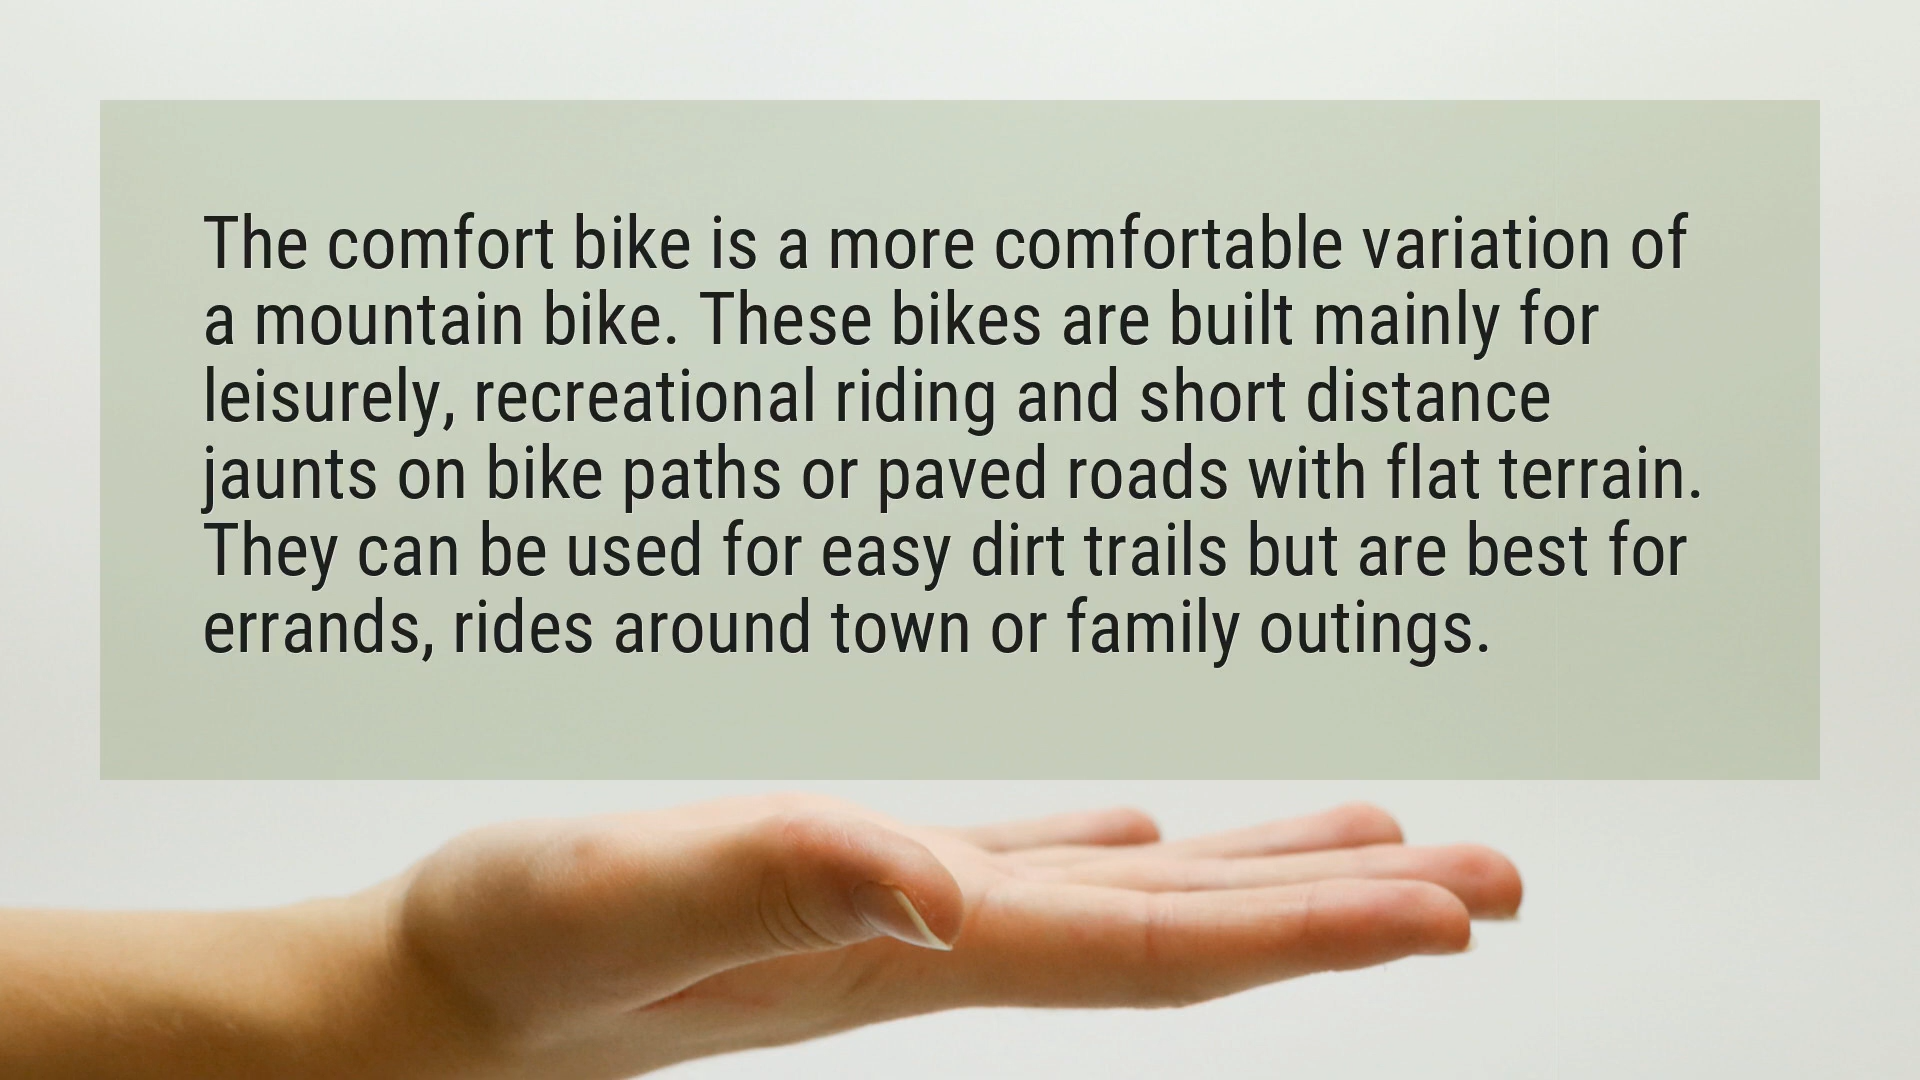 The comfort bike is a more comfortable variation of
a mountain bike. These bikes are built mainly for
leisurely, recreational riding and short distance
jaunts on bike paths or paved roads with flat terrain.
They can be used for easy dirt trails but are best for
errands, rides around town or family outings.